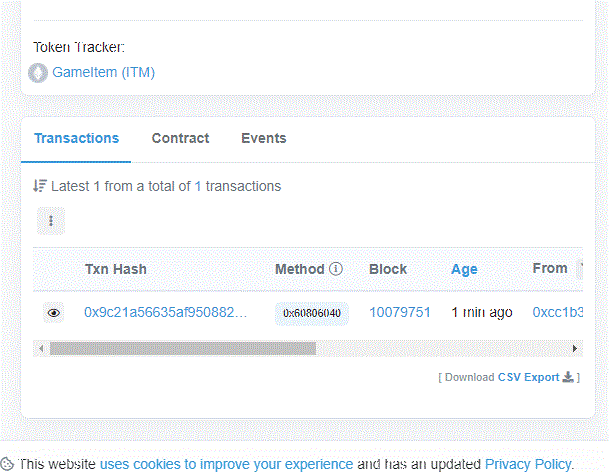 Token Tracker:
GameItem (ITM)
Transactions Contract Events
Latest 1 from a total of 1 transactions
Txn Hash Method Block Age From
0x9c21a56635af950882... 0x60806040 10079751 1 min ago 0xcc1b3
[ Download CSV Export ]
This website uses cookies to improve your experience and has an updated Privacy Policy.